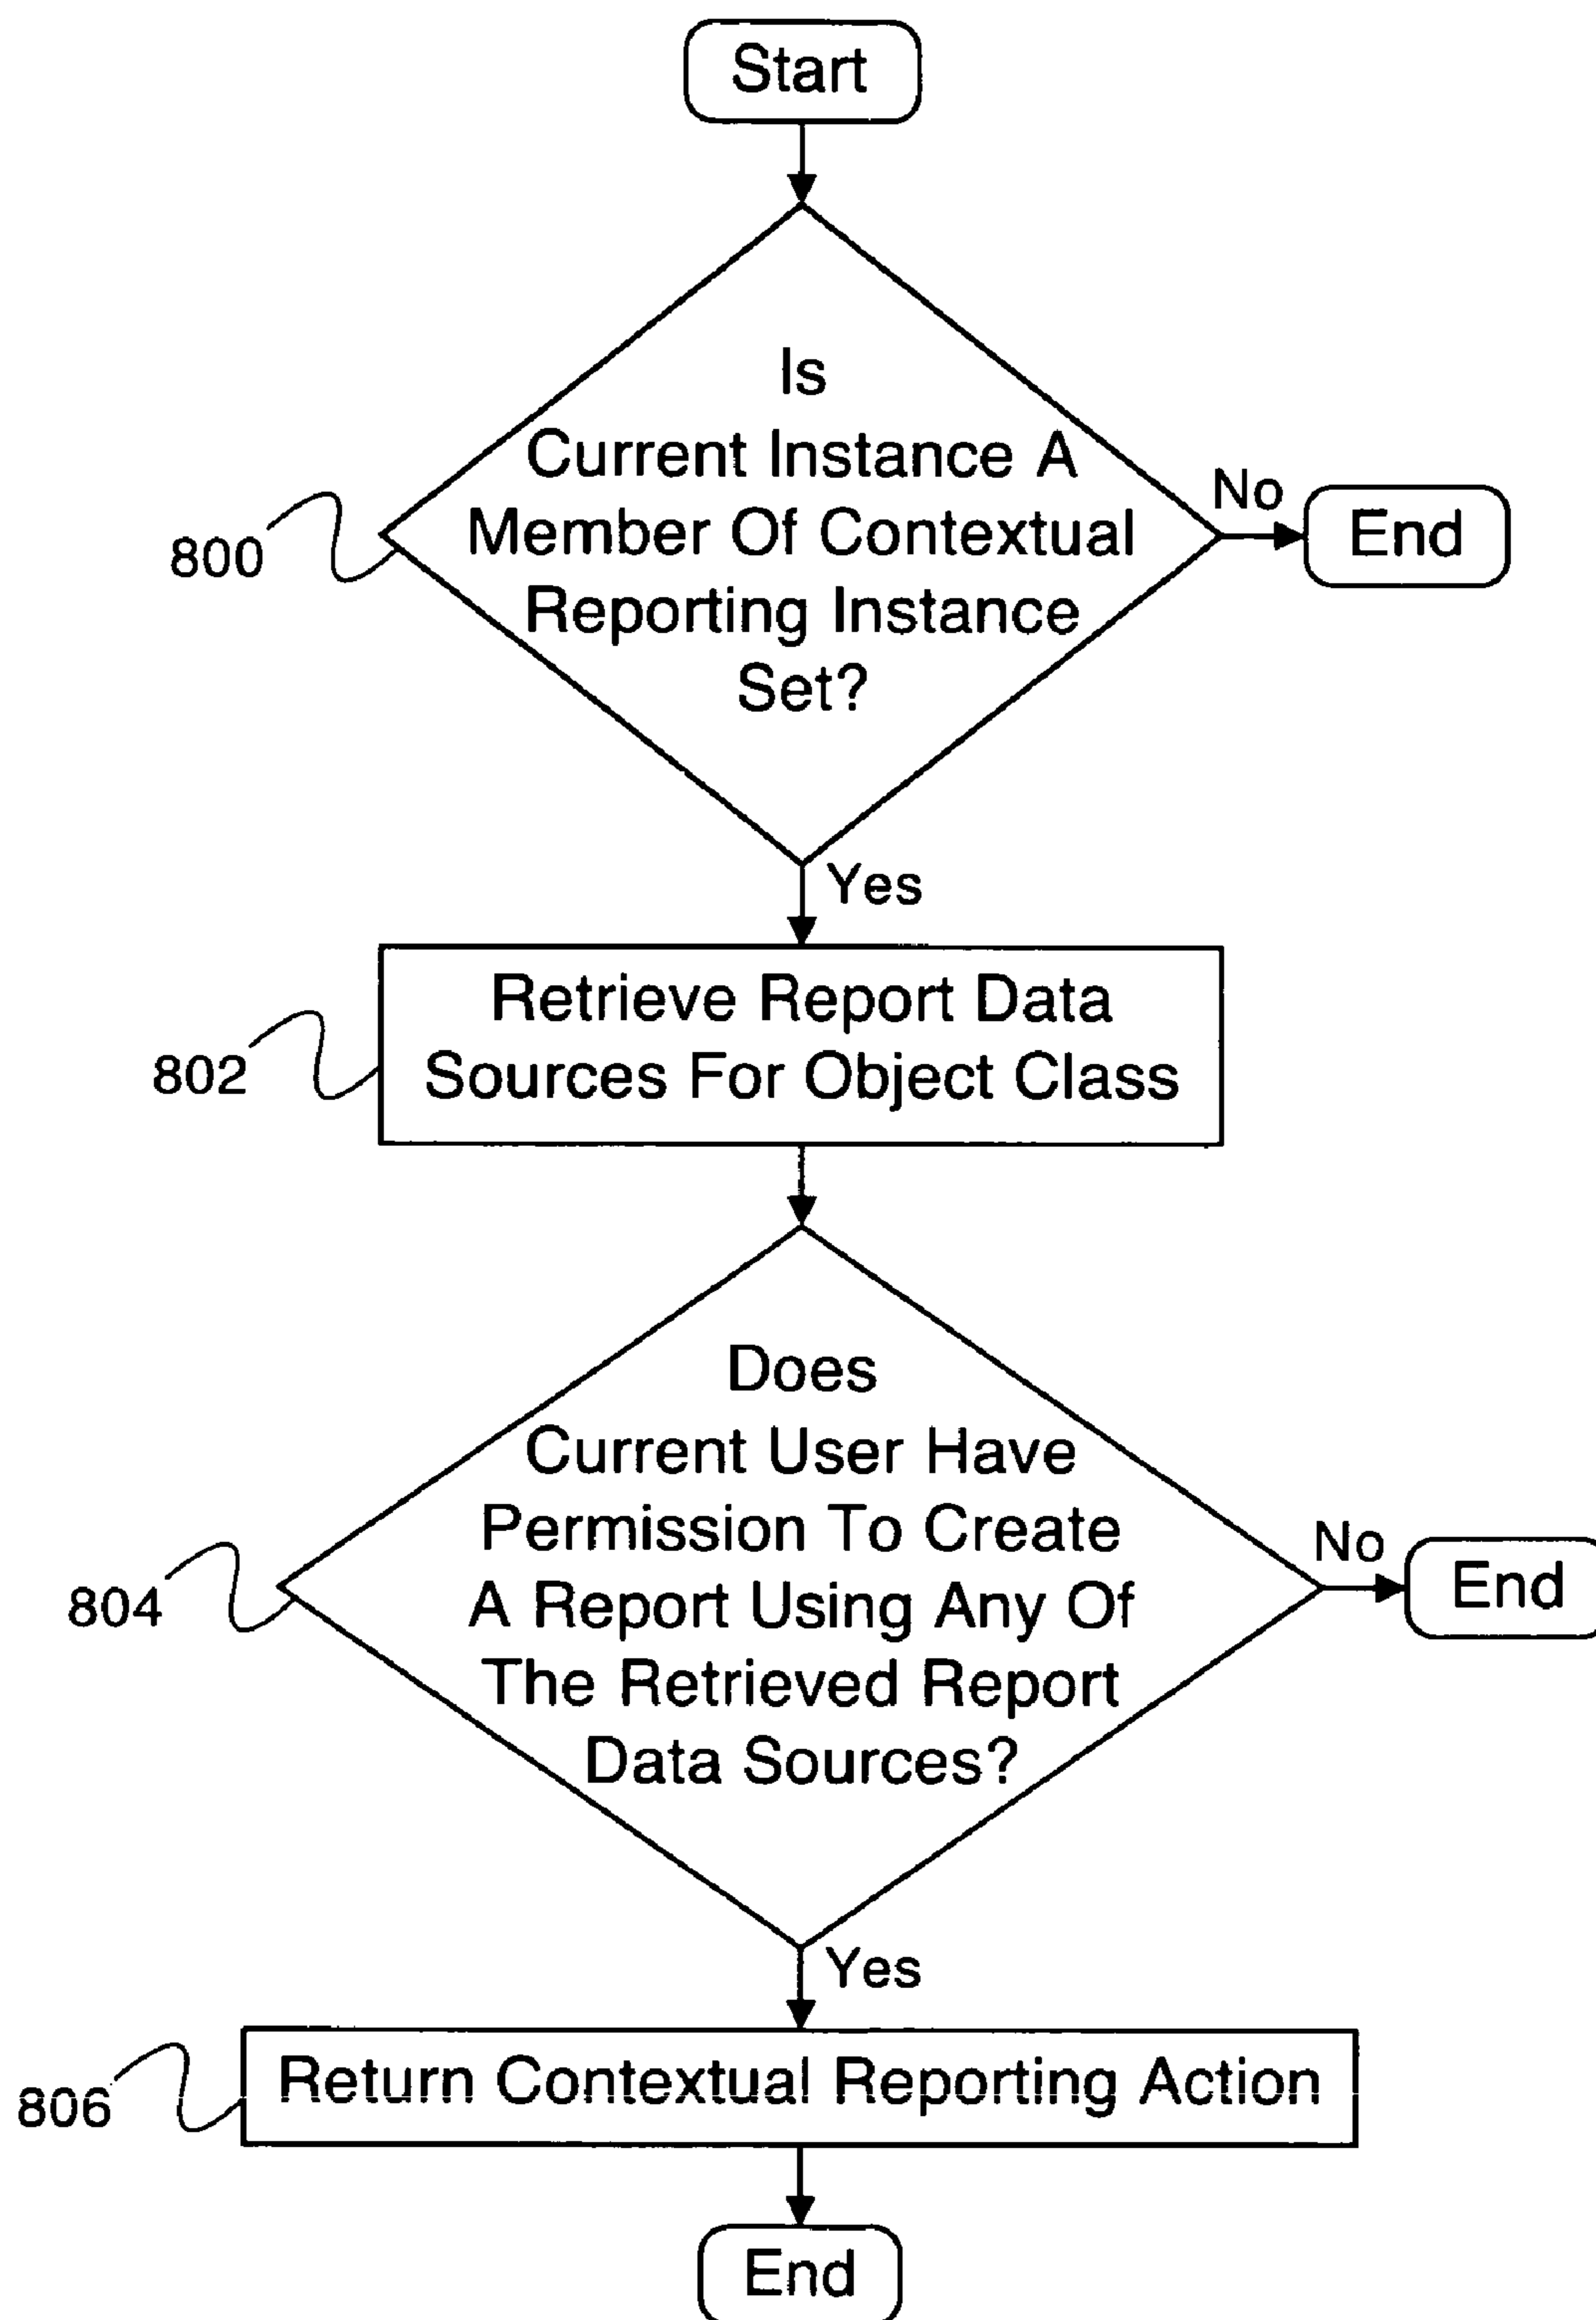 Start
Is
Current Instance A
Member Of Contextual
Reporting Instance
Set?
No
End
800
Yes
Retrieve Report Data
Sources For Object Class
802
Does
Current User Have
Permission To Create
A Report Using Any Of
The Retrieved Report
Data Sources?
No
End
804
Yes
Return Contextual Reporting Action
806
End